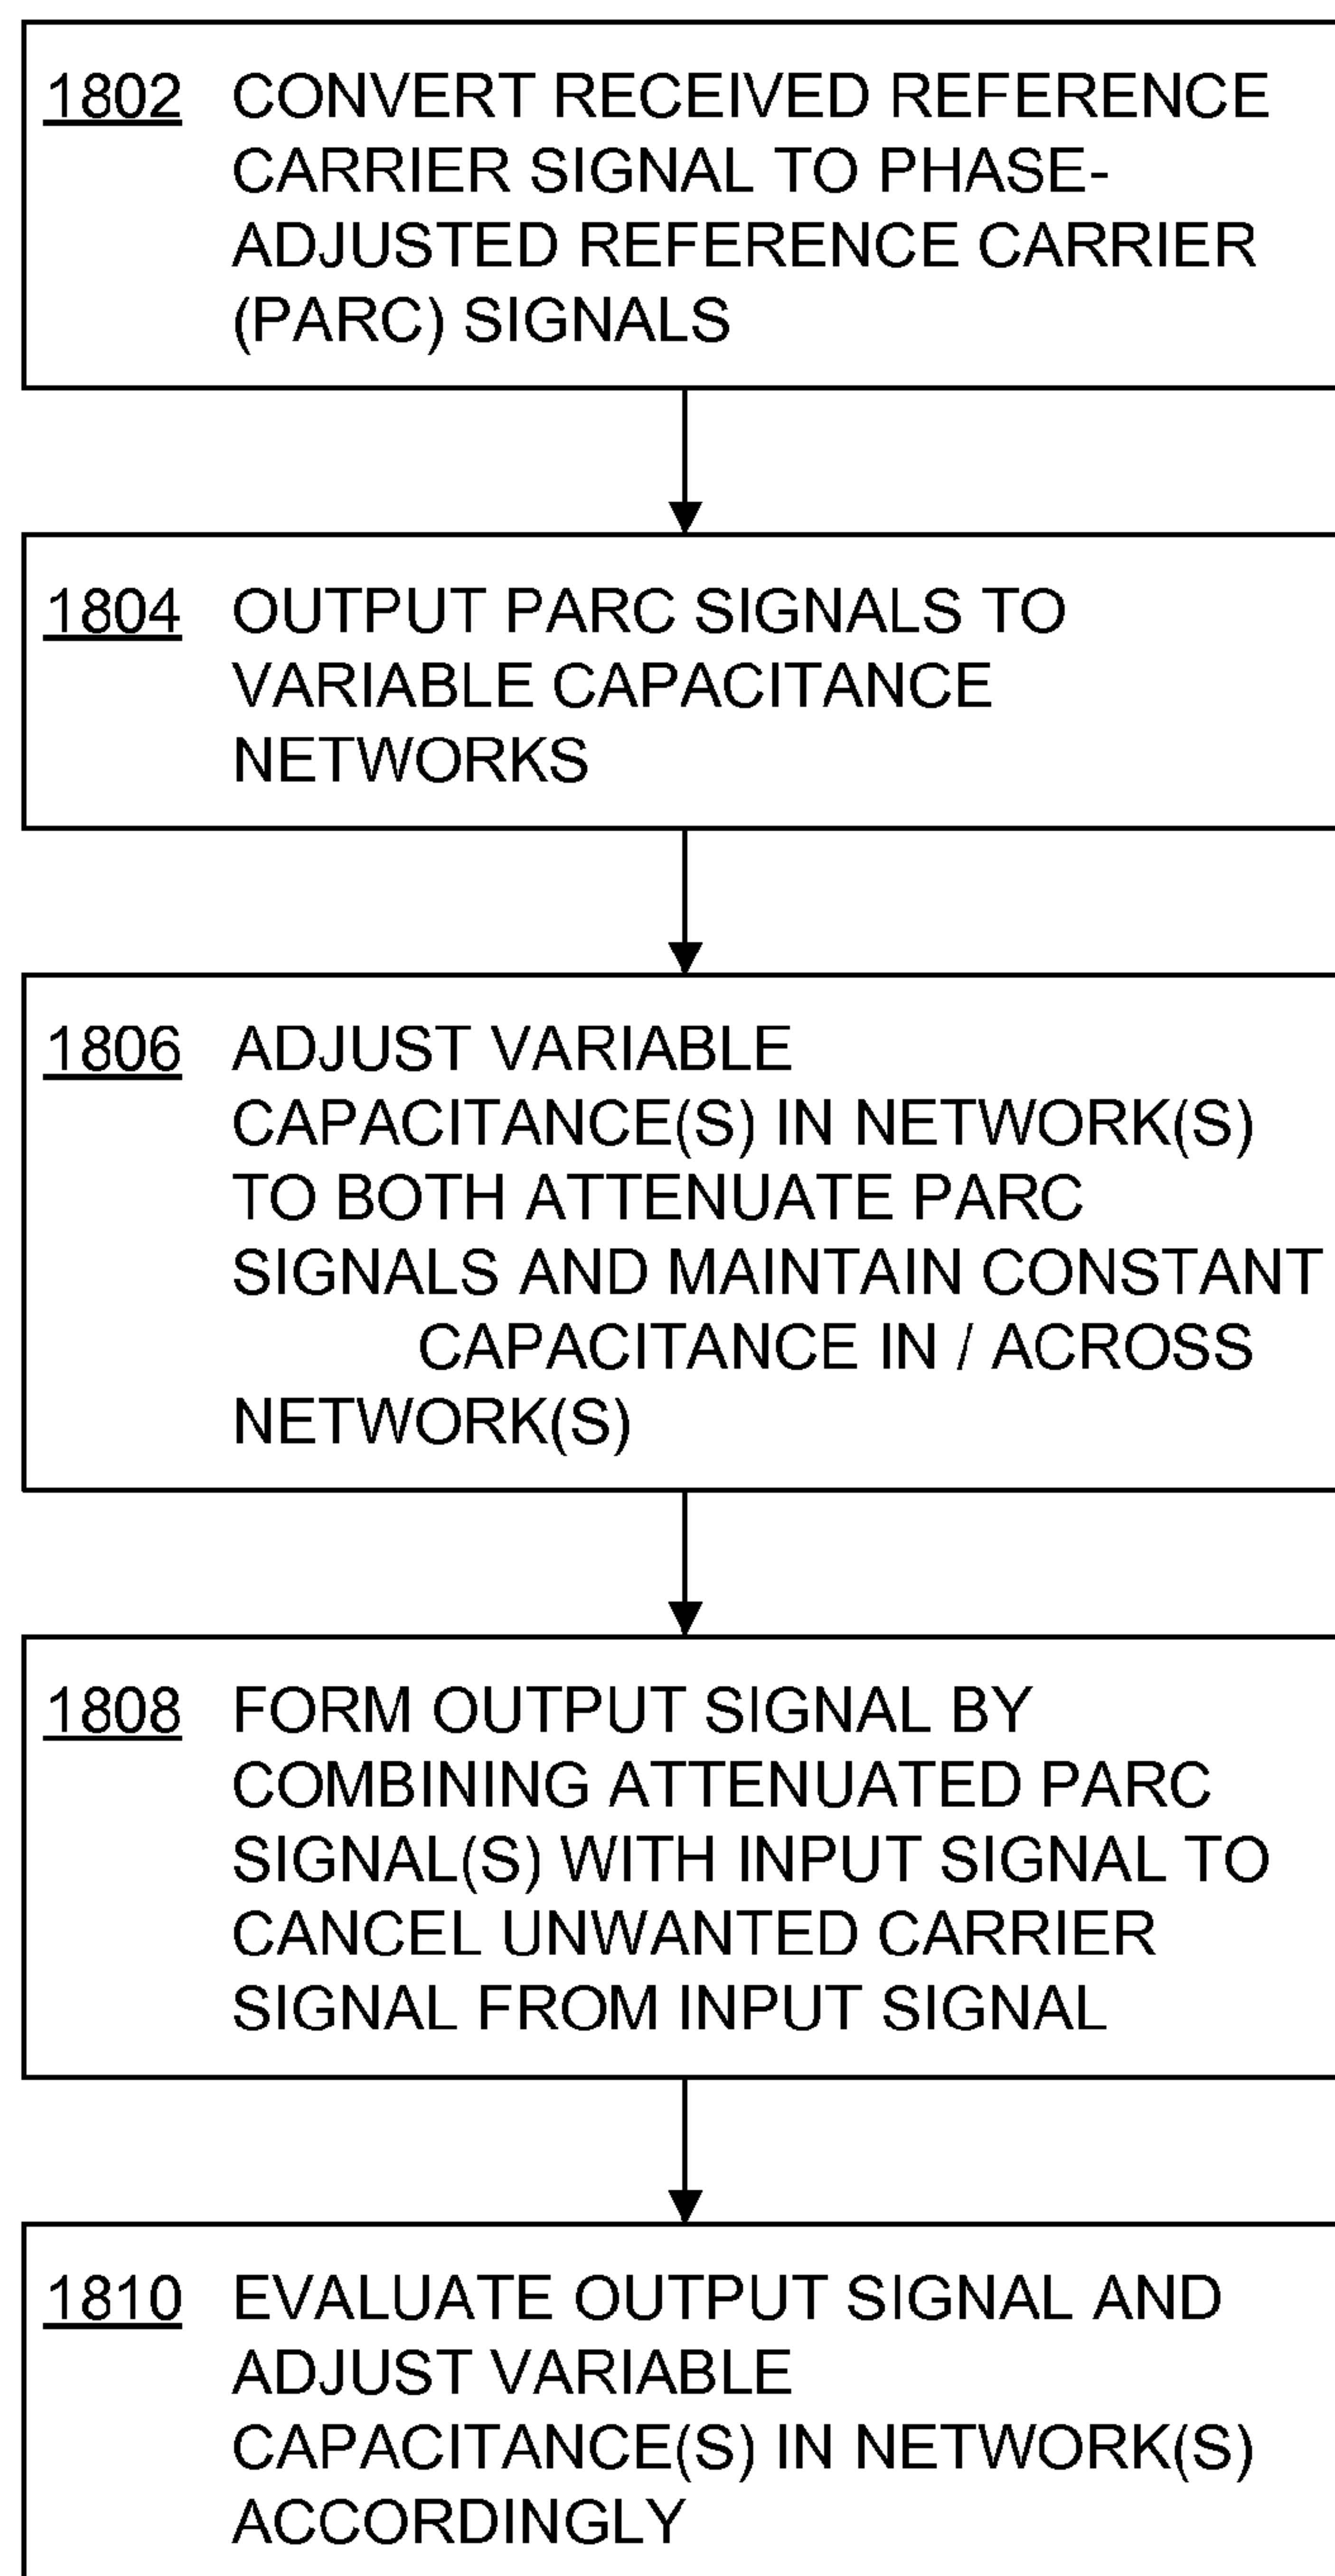 1802 CONVERT RECEIVED REFERENCE
CARRIER SIGNAL TO PHASE-
ADJUSTED REFERENCE CARRIER
(PARC) SIGNALS
1804 OUTPUT PARC SIGNALS TO
VARIABLE CAPACITANCE
NETWORKS
1806 ADJUST VARIABLE
CAPACITANCE(S) IN NETWORK(S)
TO BOTH ATTENUATE PARC
SIGNALS AND MAINTAIN CONSTANT
CAPACITANCE IN / ACROSS
NETWORK(S)
1808 FORM OUTPUT SIGNAL BY
COMBINING ATTENUATED PARC
SIGNAL(S) WITH INPUT SIGNAL TO
CANCEL UNWANTED CARRIER
SIGNAL FROM INPUT SIGNAL
1810 EVALUATE OUTPUT SIGNAL AND
ADJUST VARIABLE
CAPACITANCE(S) IN NETWORK(S)
ACCORDINGLY